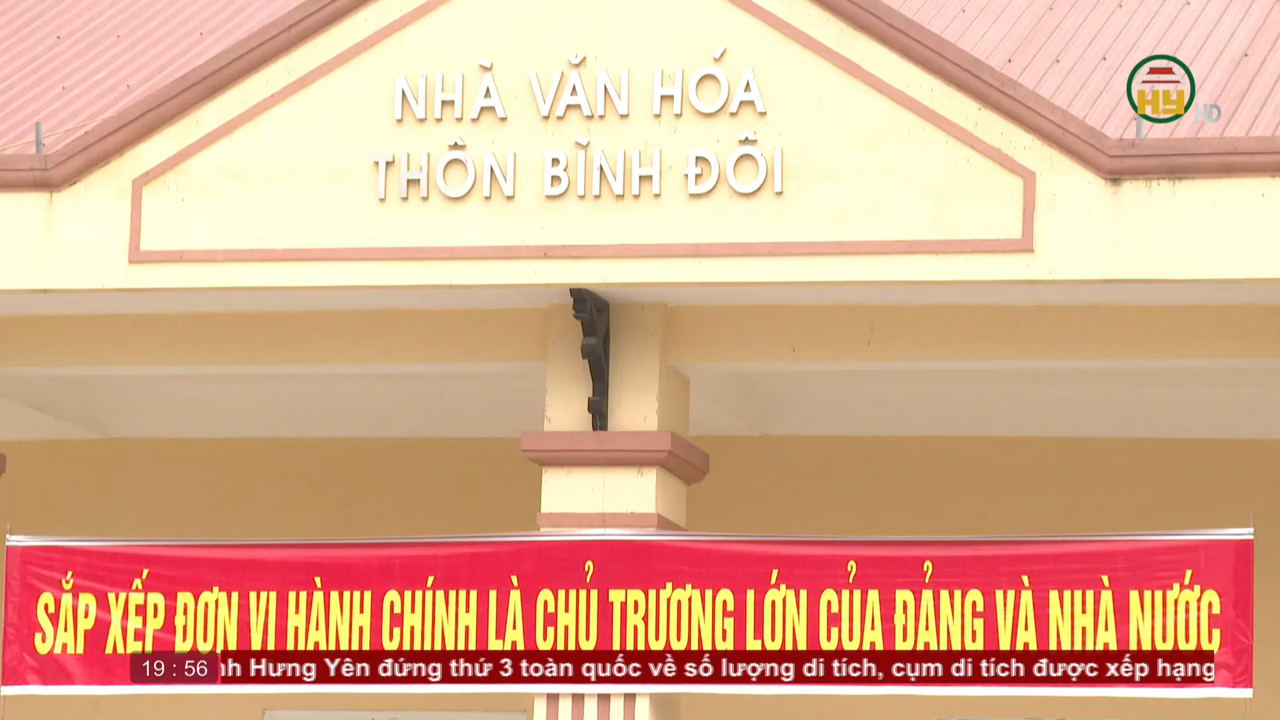 NHÀ VĂN HÓA
THÔN BÌNH ĐÔI
HY HD
SẮP XẾP ĐƠN VỊ HÀNH CHÍNH LÀ CHỦ TRƯƠNG LỚN CỦA ĐẢNG VÀ NHÀ NƯỚC
19 : 56 nh Hưng Yên đứng thứ 3 toàn quốc về số lượng di tích, cụm di tích được xếp hạng